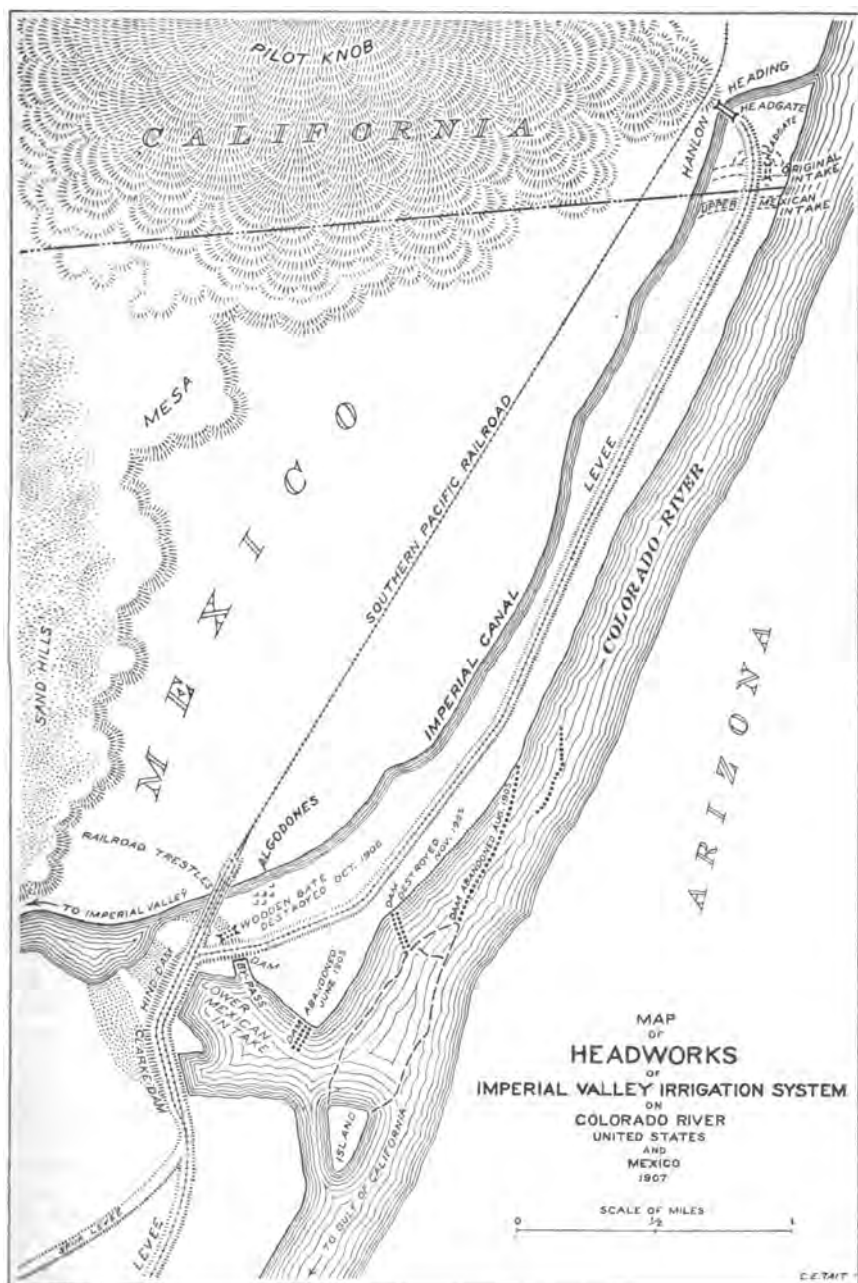 PILOT KNOB
CALIFORNIA
HANLON HEADING
HEADGATE
HEADGATE
ORIGINAL
INTAKE
UPPER MEXICAN
INTAKE
MESA
MEXICO
SAND HILLS
SOUTHERN PACIFIC RAILROAD
LEVEE
COLORADO RIVER
IMPERIAL CANAL
ARIZONA
ALGODONES
RAILROAD TRESTLES
TO IMPERIAL VALLEY
WOODEN GATE
DESTROYED OCT. 1906
DAM
DESTROYED
NOV. 1905
DAM ABANDONED AUG. 1905
HIND DAM
CLARKE DAM
DAM
BY-PASS
LOWER
MEXICAN
INTAKE
DAM ABANDONED
JUNE 1905
ISLAND
TO GULF OF CALIFORNIA
LEVEE
MAP
OF
HEADWORKS
OF
IMPERIAL VALLEY IRRIGATION SYSTEM
ON
COLORADO RIVER
UNITED STATES
AND
MEXICO
1907
SCALE OF MILES
0 1/2 1
C.E.TAIT